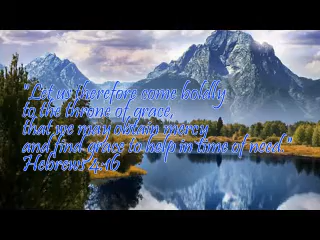 "Let us therefore come boldly
to the throne of grace,
that we may obtain mercy
and find grace to help in time of need."
Hebrews 4:16